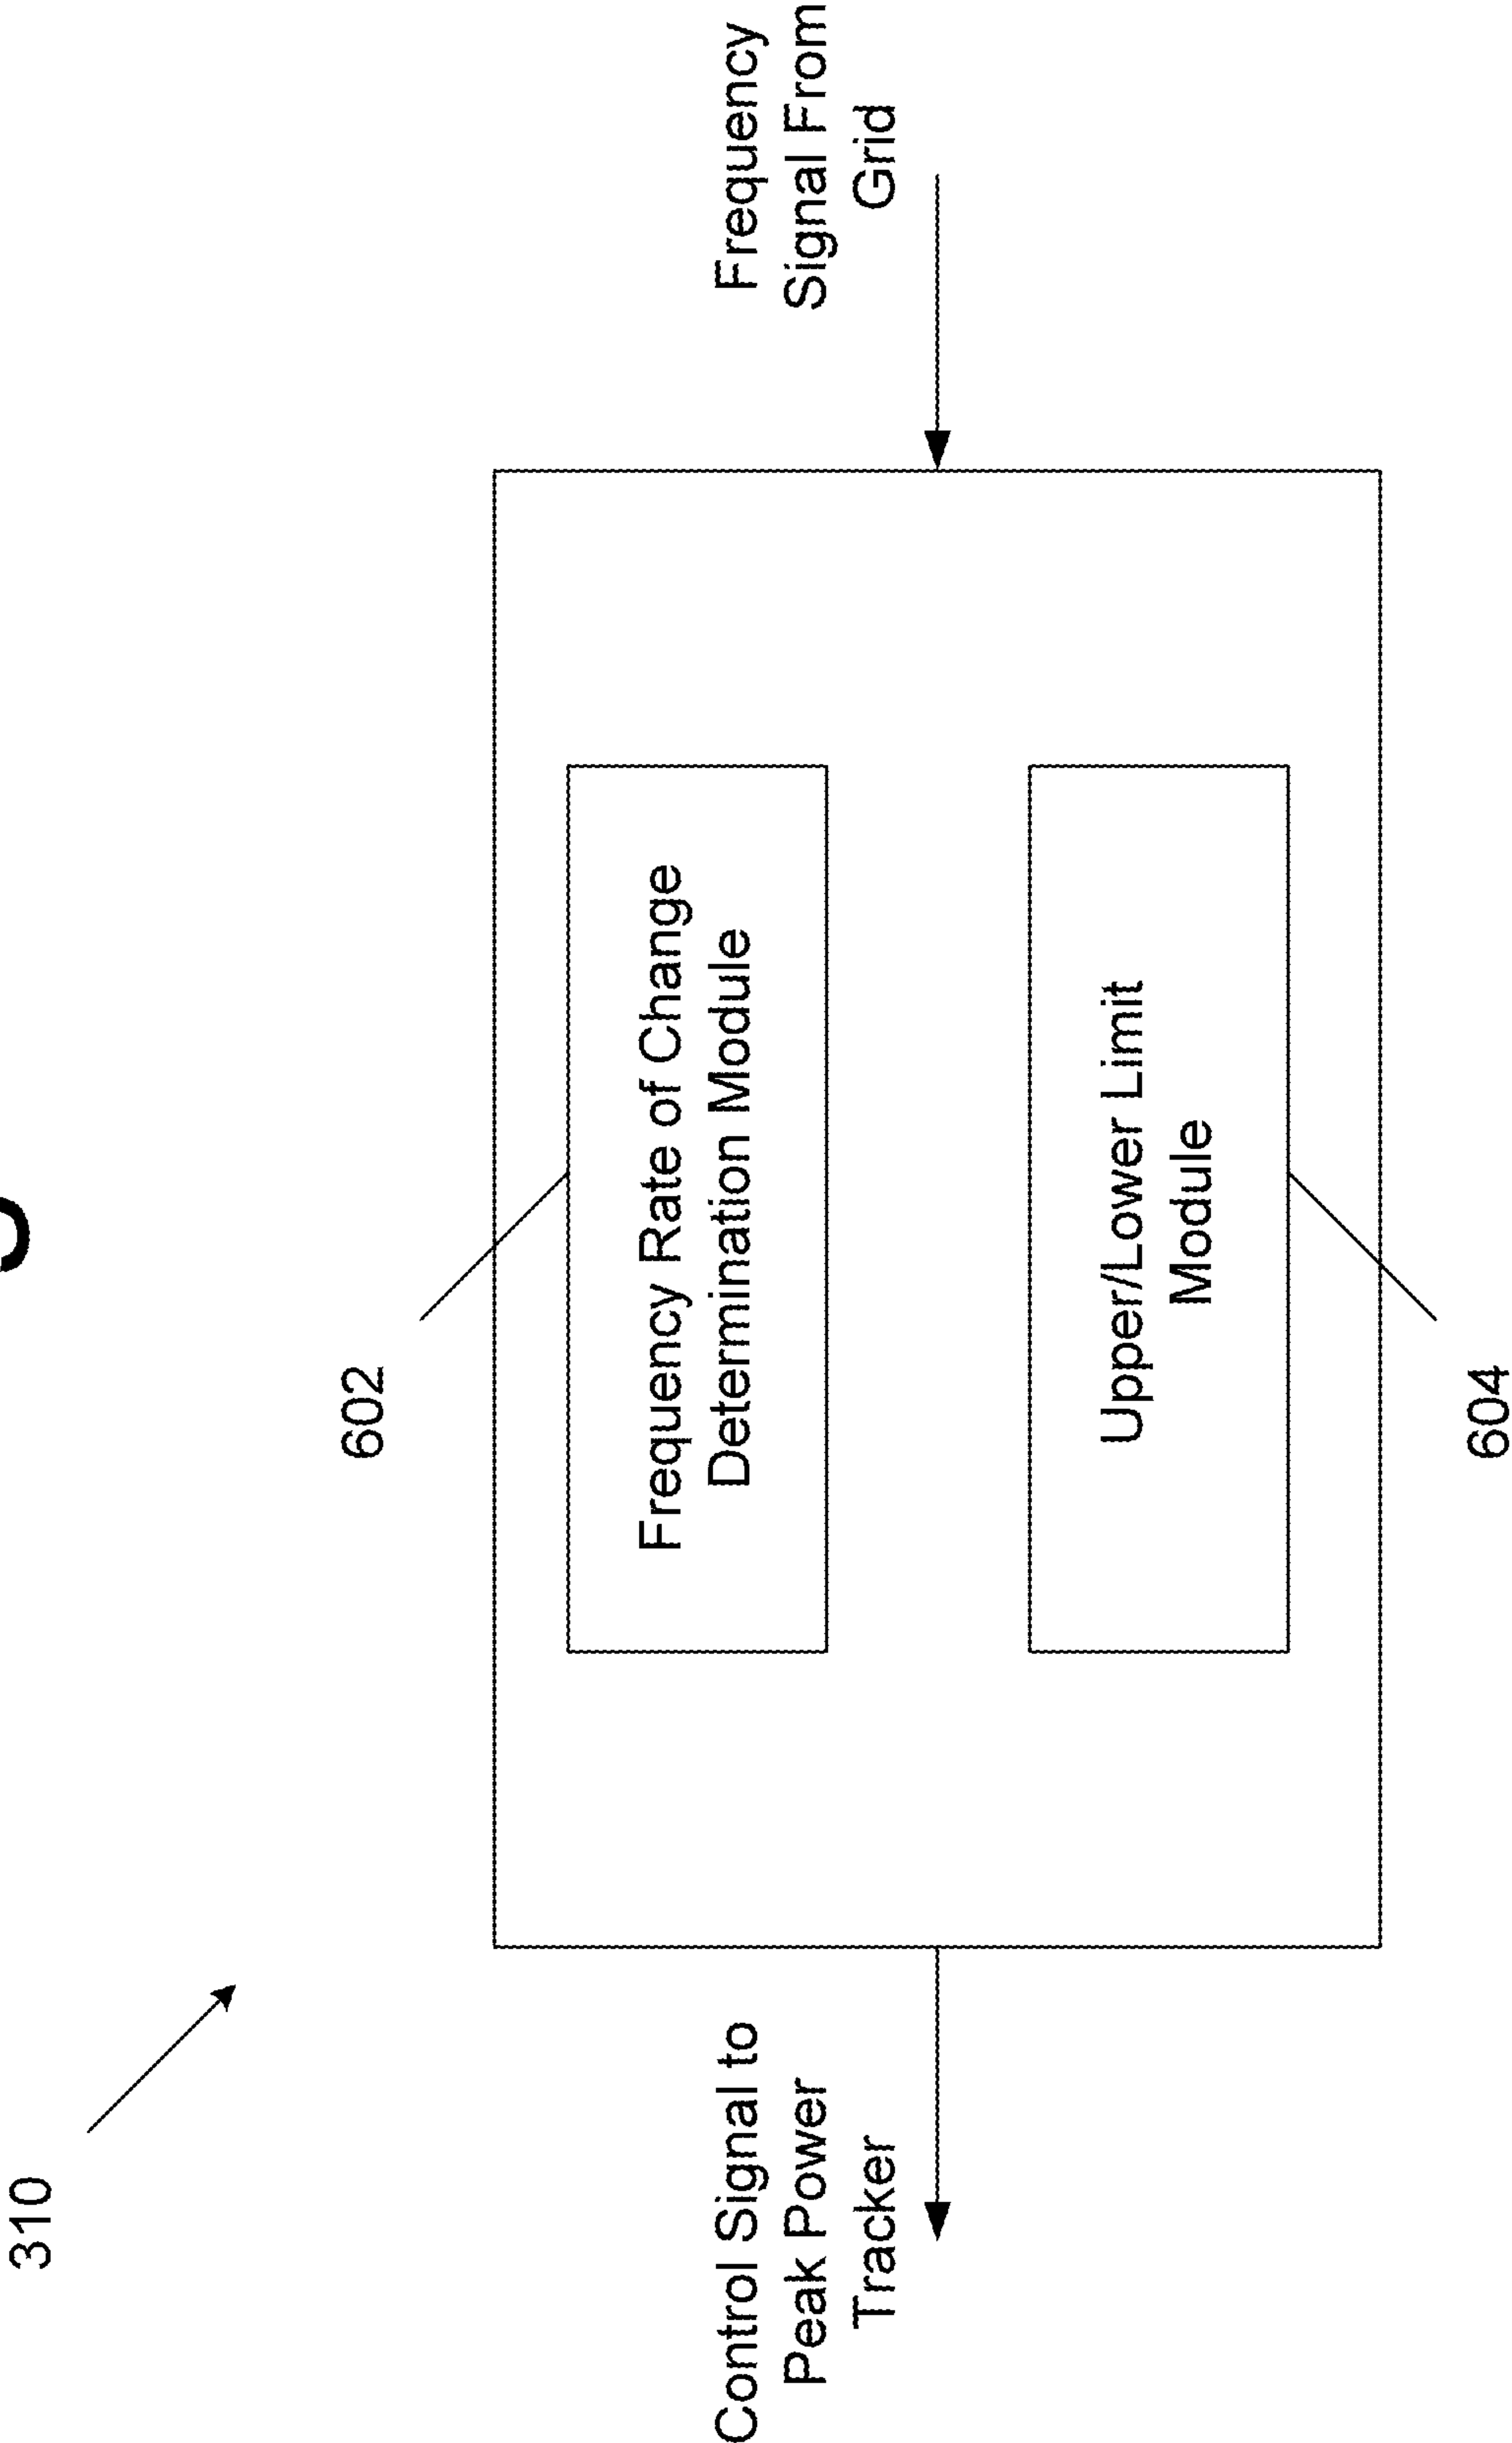 310
602
Frequency Rate of Change
Determination Module
Control Signal to
Peak Power
Tracker
Frequency
Signal From
Grid
Upper/Lower Limit
Module
604